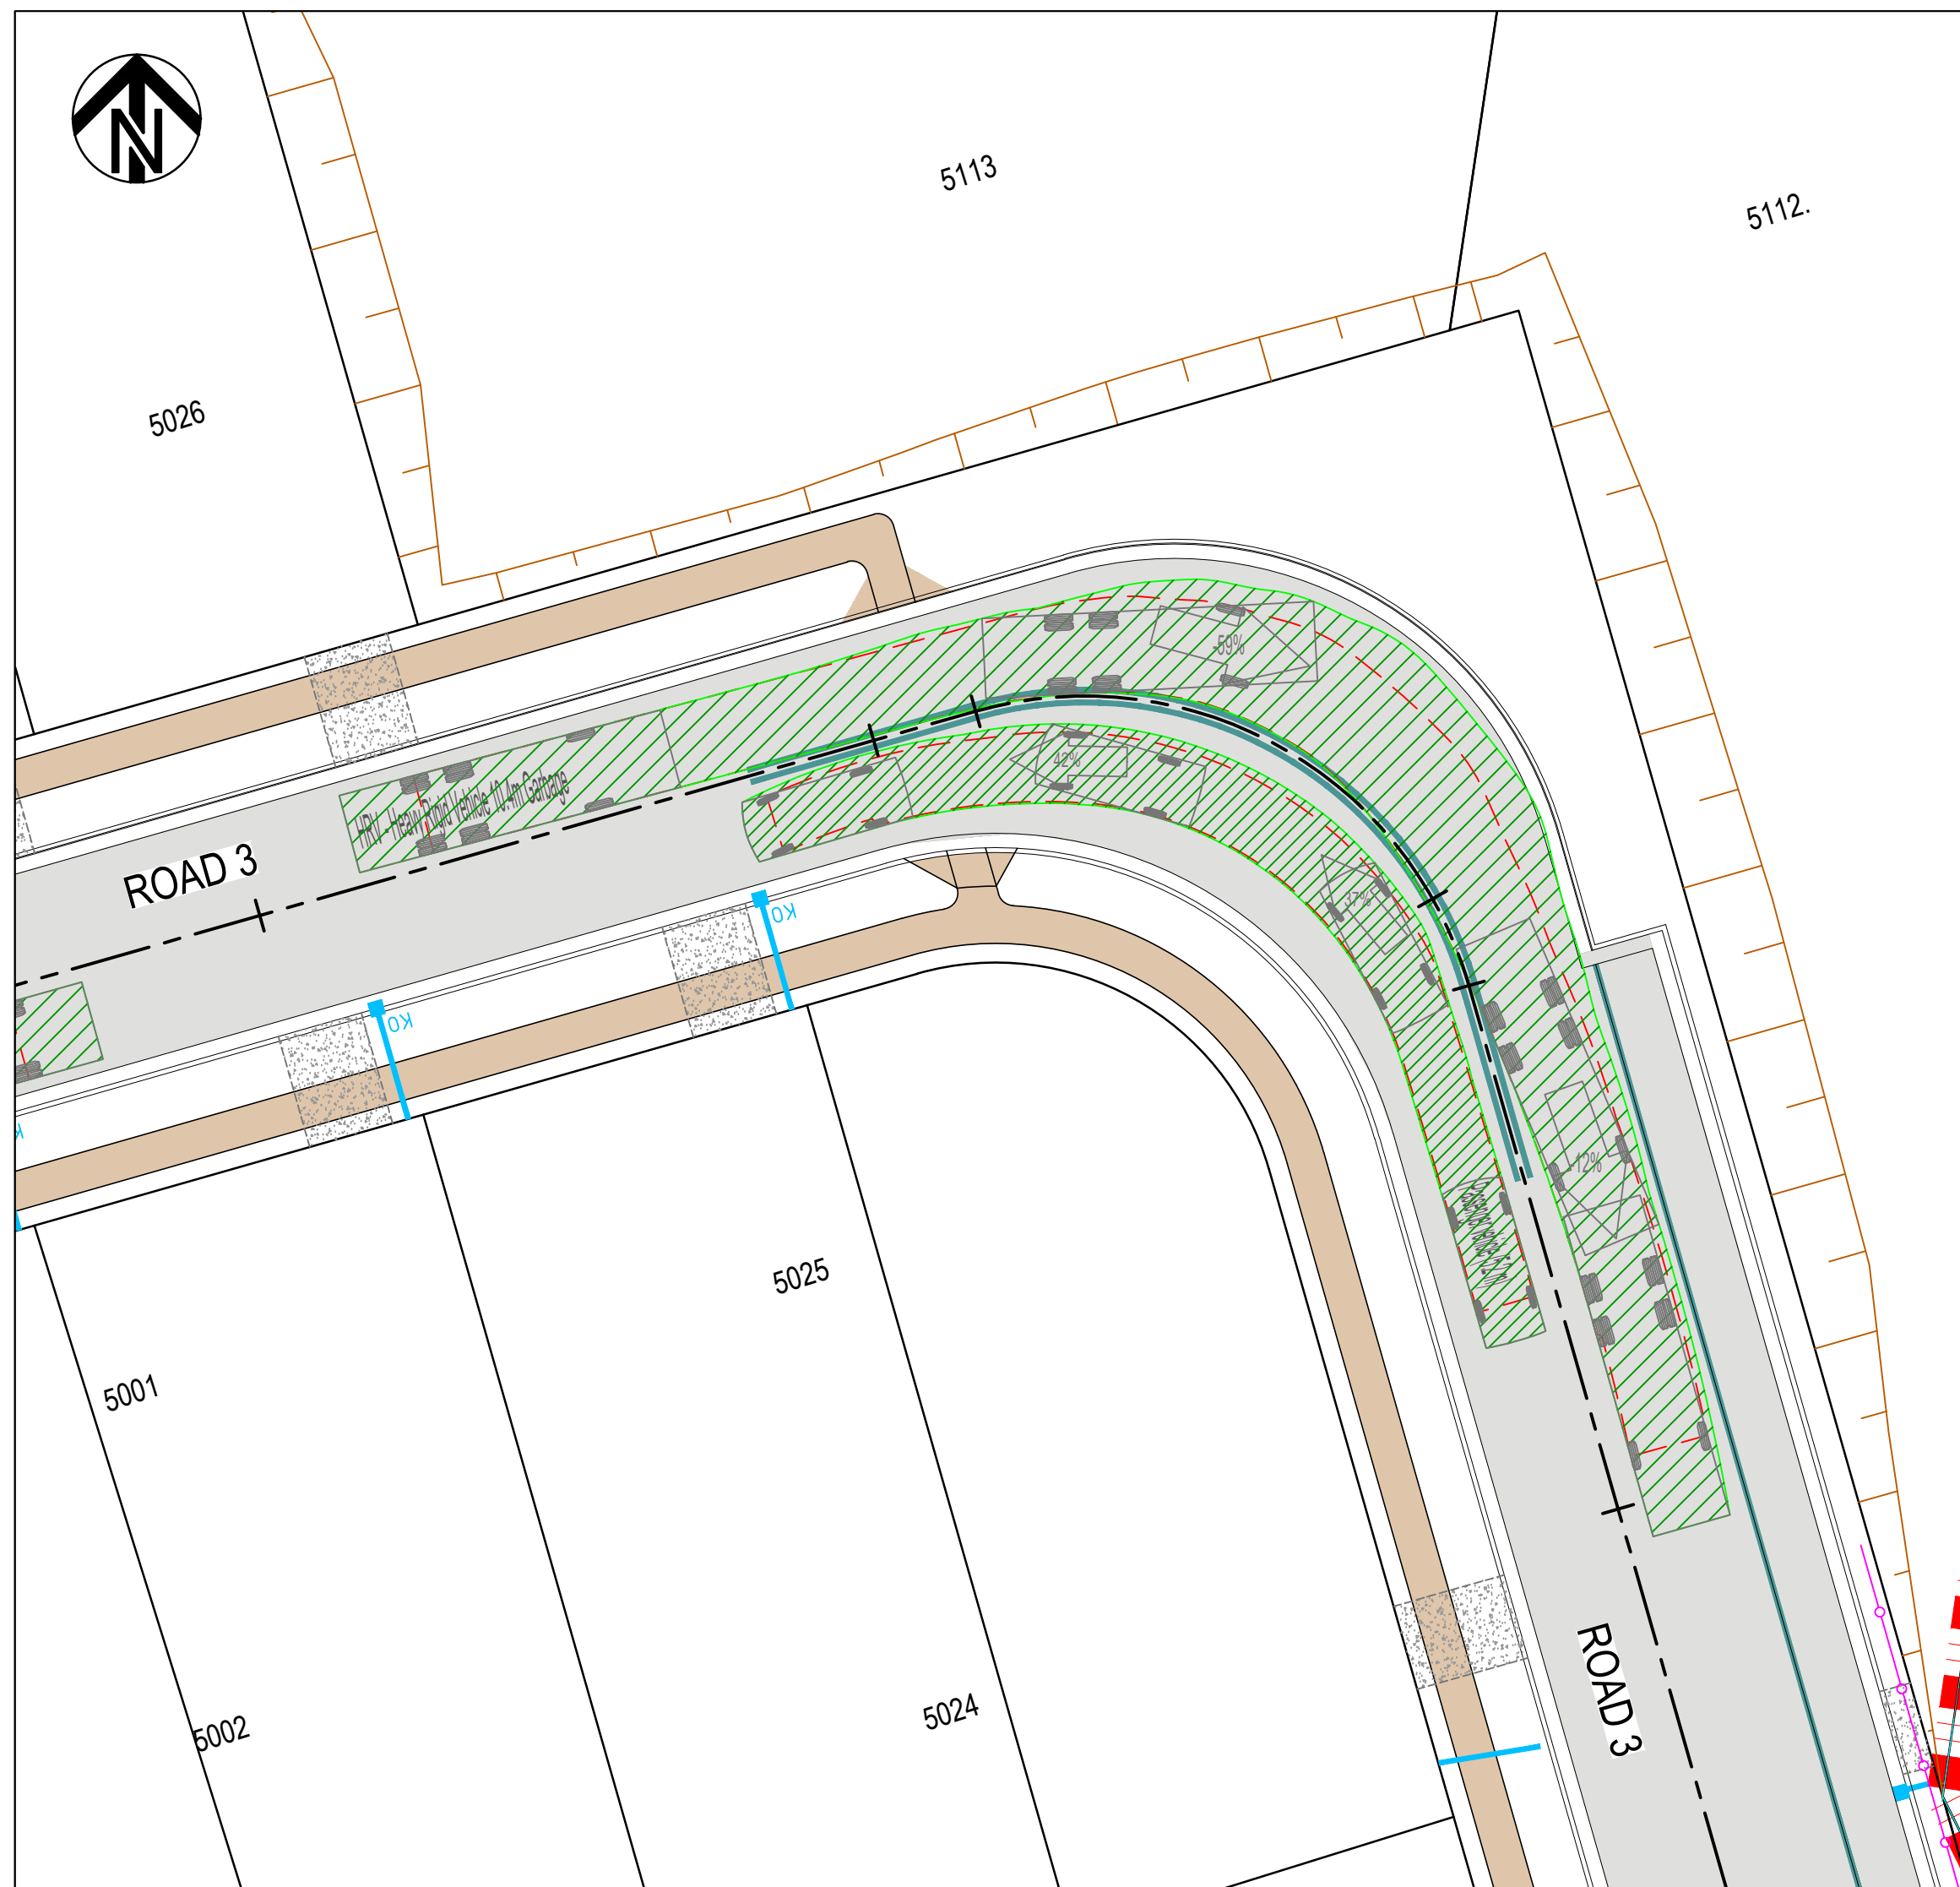 N
5113
5112.
5026
-59%
42%
HRV - Heavy Rigid Vehicle 10.4m Garbage
ROAD 3
37%
KO
KO
K
-12%
5025
5001
5024
5002
ROAD 3